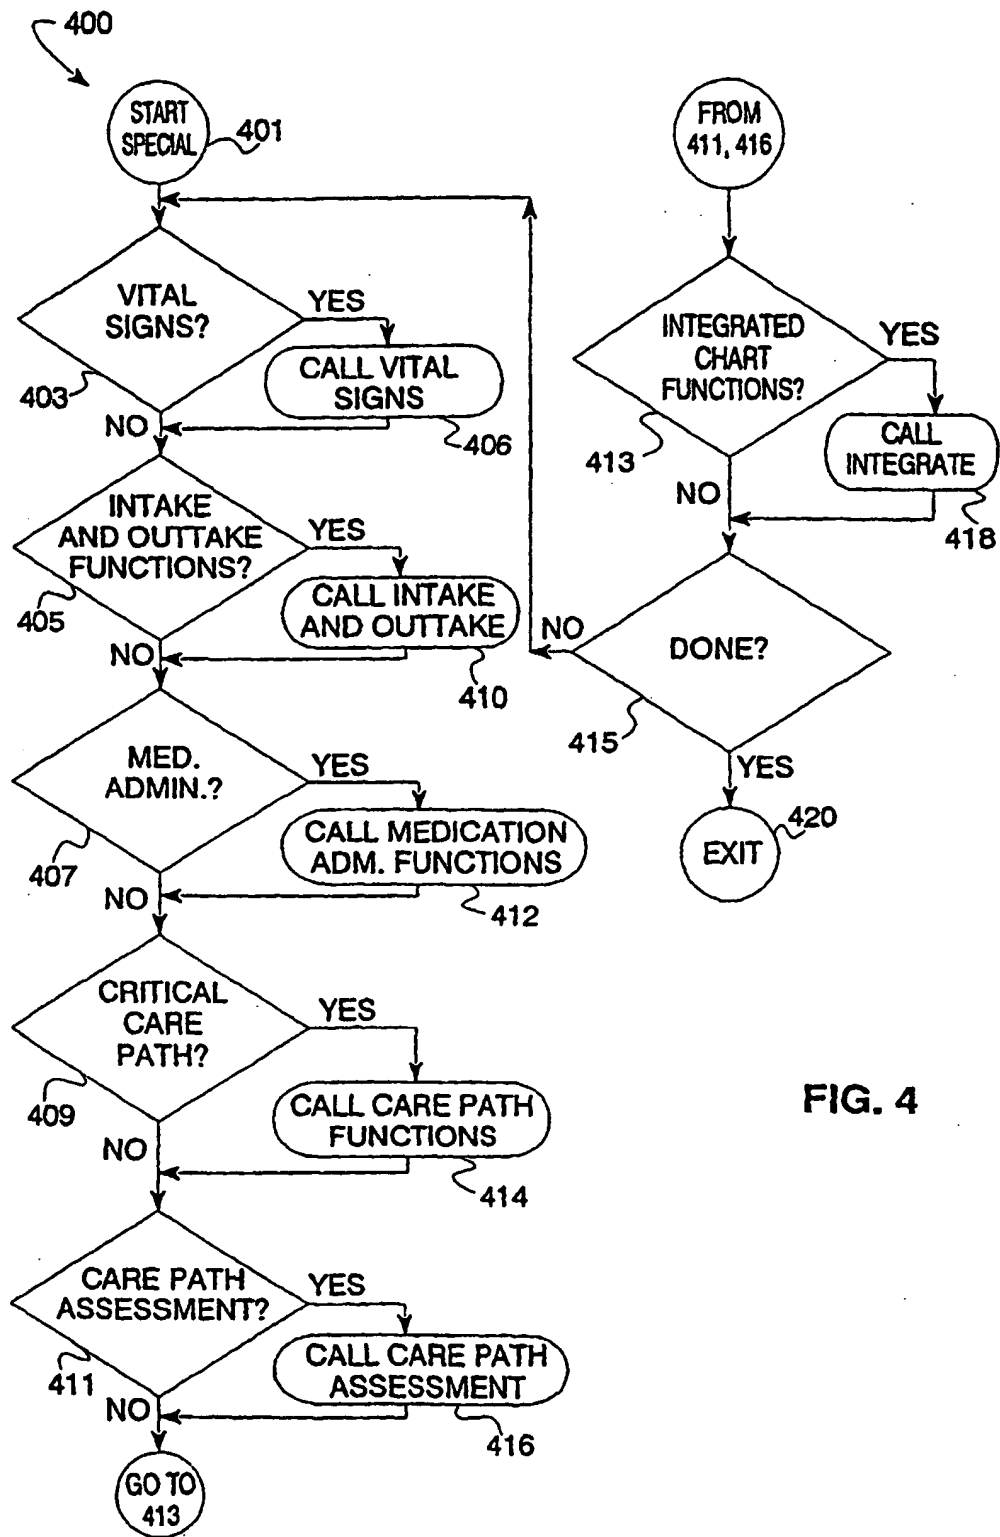 400
START
SPECIAL
401
VITAL
SIGNS?
YES
403
CALL VITAL
SIGNS
NO
406
INTAKE
AND OUTTAKE
FUNCTIONS?
YES
405
CALL INTAKE
AND OUTTAKE
NO
410
MED.
ADMIN.?
YES
407
CALL MEDICATION
ADM. FUNCTIONS
NO
412
CRITICAL
CARE
PATH?
YES
409
CALL CARE PATH
FUNCTIONS
NO
414
CARE PATH
ASSESSMENT?
YES
411
CALL CARE PATH
ASSESSMENT
NO
416
GO TO
413
FROM
411, 416
INTEGRATED
CHART
FUNCTIONS?
YES
413
CALL
INTEGRATE
NO
418
DONE?
NO
415
YES
EXIT
420
FIG. 4